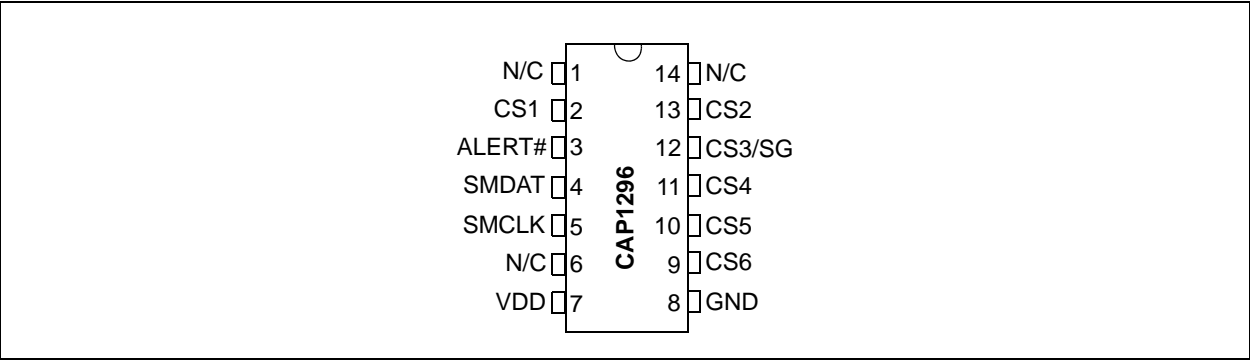 N/C 1 14 N/C
CS1 2 13 CS2
ALERT# 3 12 CS3/SG
SMDAT 4 11 CS4
SMCLK 5 10 CS5
N/C 6 9 CS6
VDD 7 8 GND
CAP1296